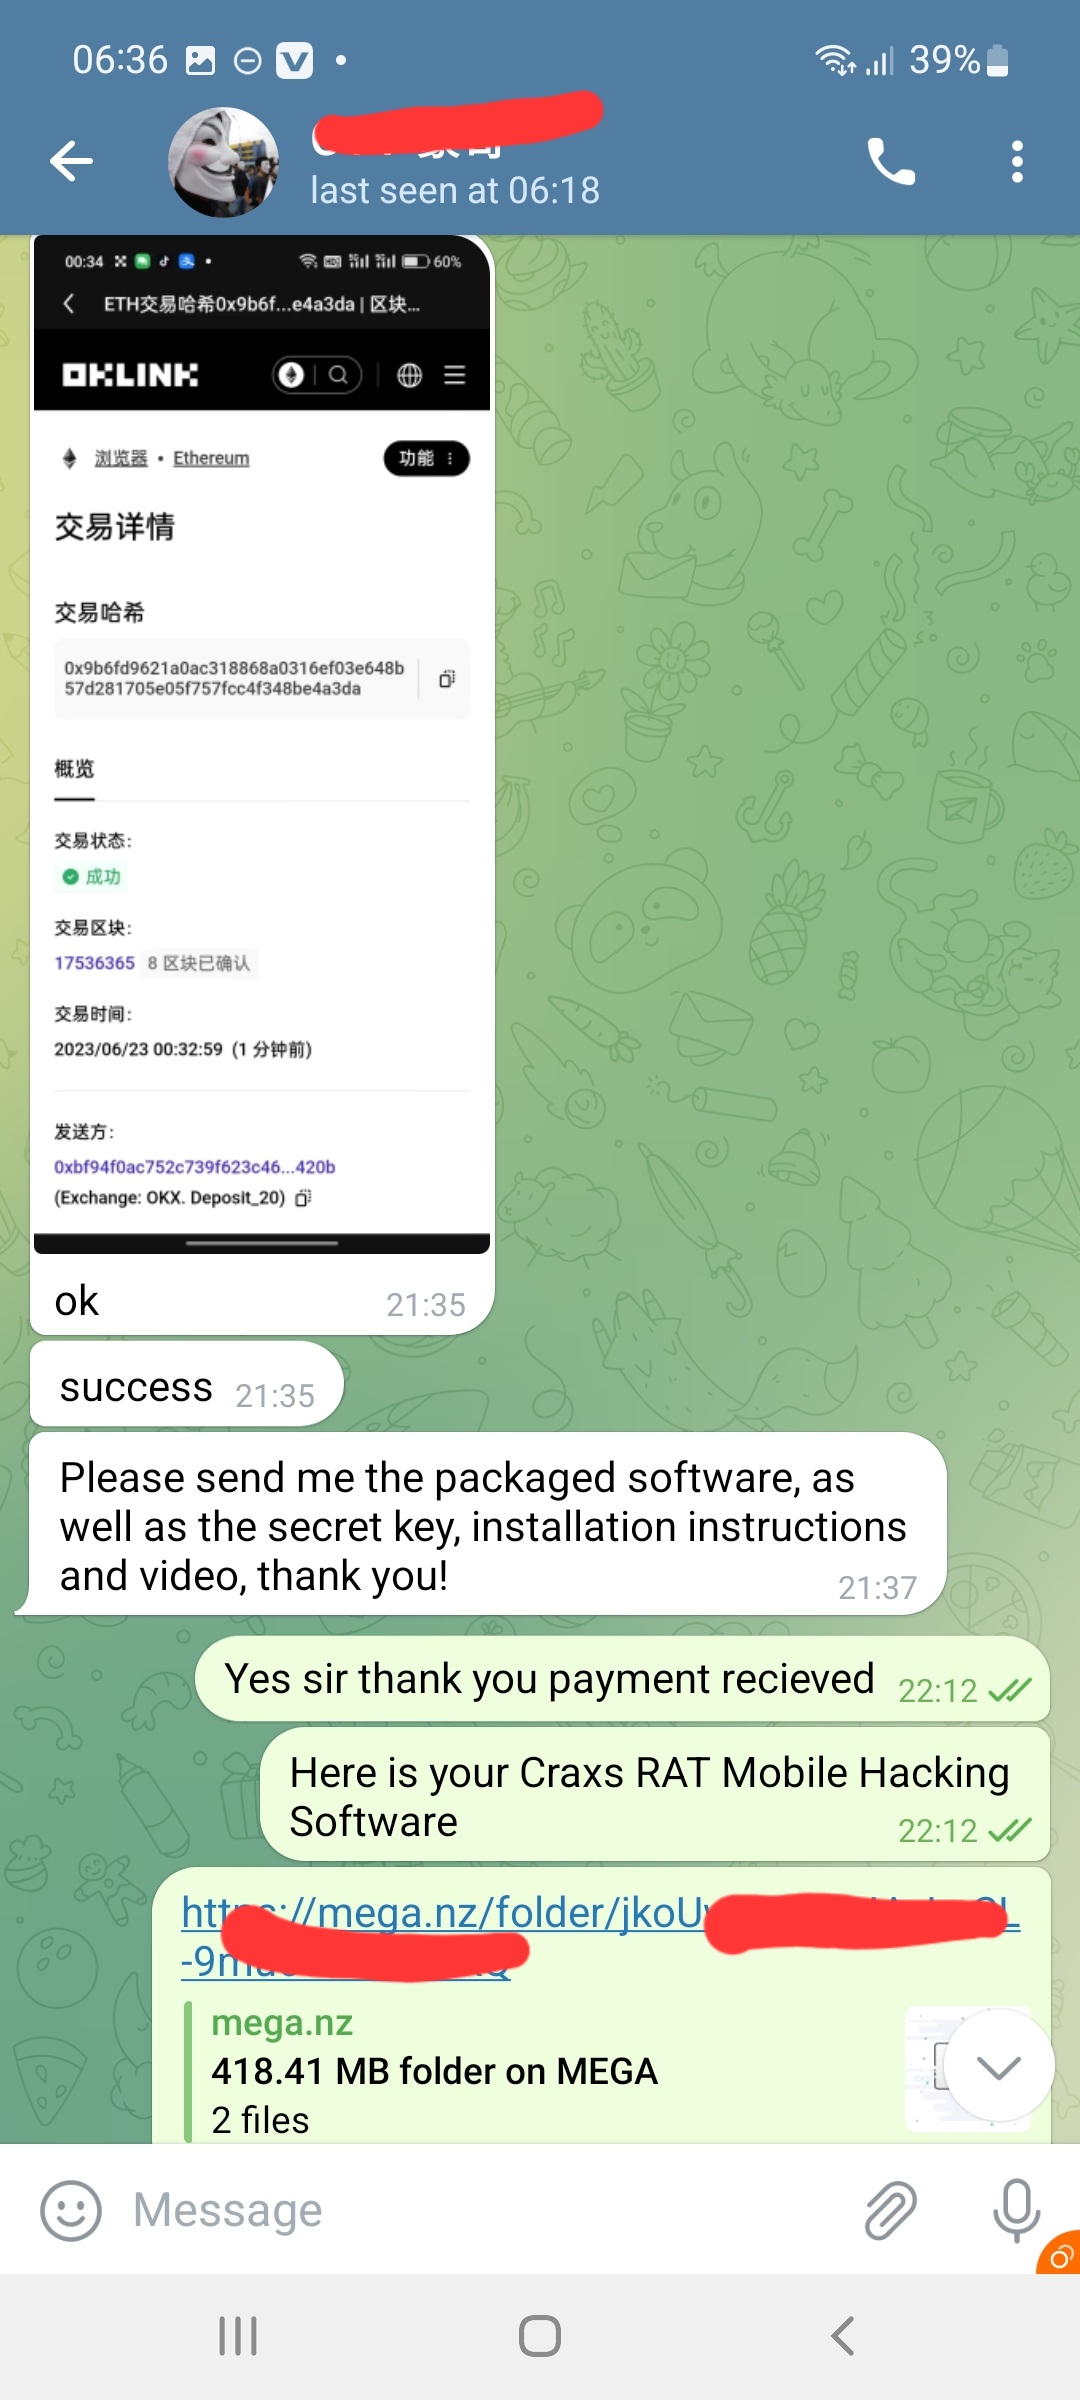 06:36
39%
last seen at 06:18
00:34
60%
ETH交易哈希0x9b6f...e4a3da | 区块...
OKLINK
浏览器 • Ethereum
功能
交易详情
交易哈希
0x9b6fd9621a0ac318868a0316ef03e648b
57d281705e05f757fcc4f348be4a3da
概览
交易状态:
成功
交易区块:
17536365 8 区块已确认
交易时间:
2023/06/23 00:32:59 (1 分钟前)
发送方:
0xbf94f0ac752c739f623c46...420b
(Exchange: OKX. Deposit_20)
ok 21:35
success 21:35
Please send me the packaged software, as
well as the secret key, installation instructions
and video, thank you!
21:37
Yes sir thank you payment recieved 22:12
Here is your Craxs RAT Mobile Hacking
Software 22:12
https://mega.nz/folder/jkoU
-9m
mega.nz
418.41 MB folder on MEGA
2 files
Message